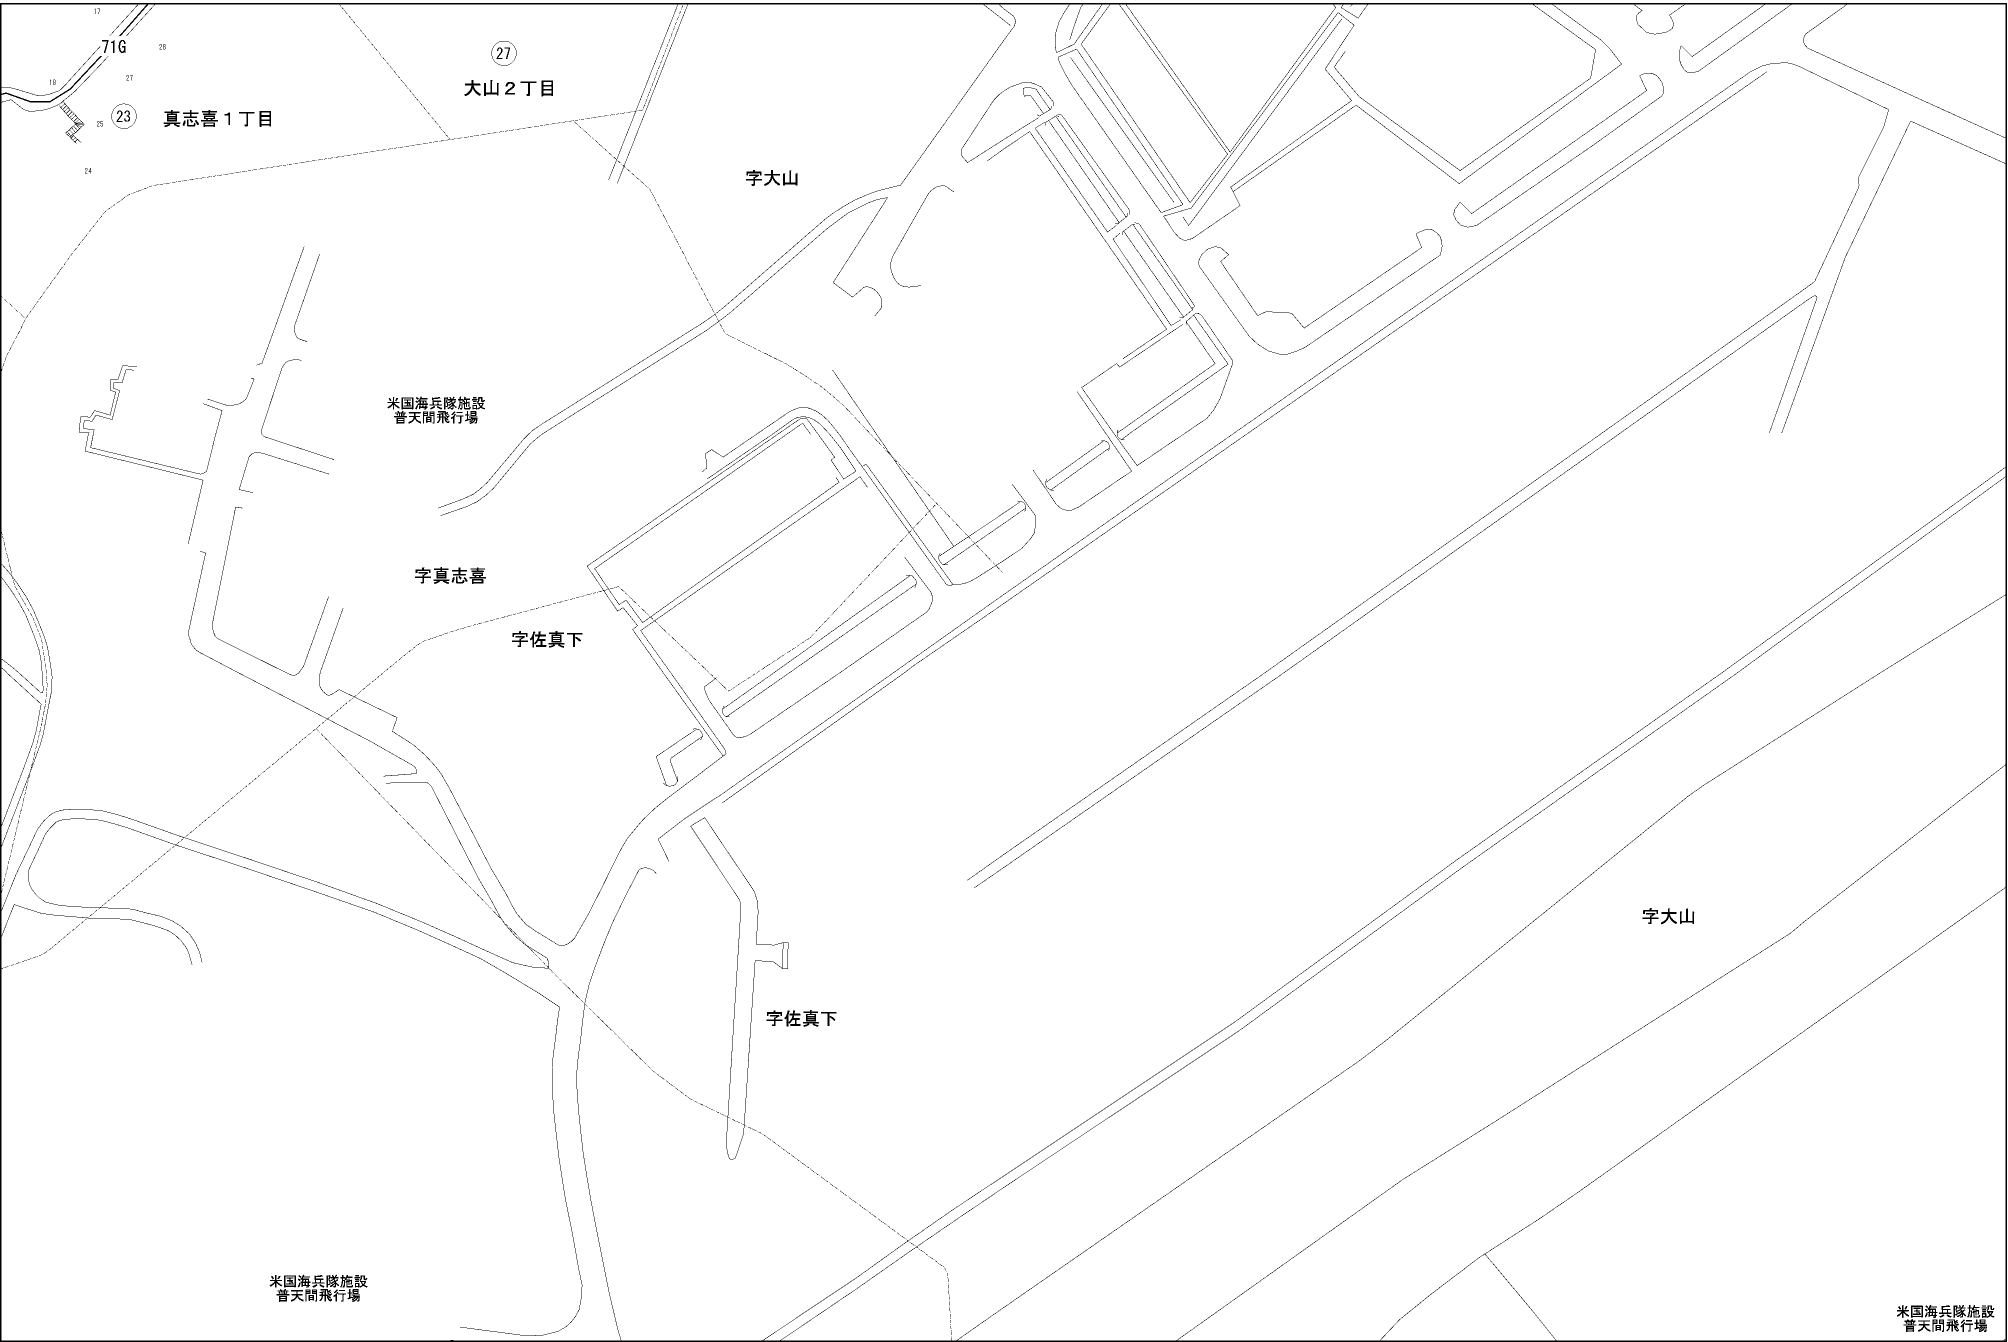 17
71G
28
27
大山２丁目
18
27
23
真志喜１丁目
25
24
字大山
米国海兵隊施設
普天間飛行場
字真志喜
字佐真下
字大山
字佐真下
米国海兵隊施設
普天間飛行場
米国海兵隊施設
普天間飛行場